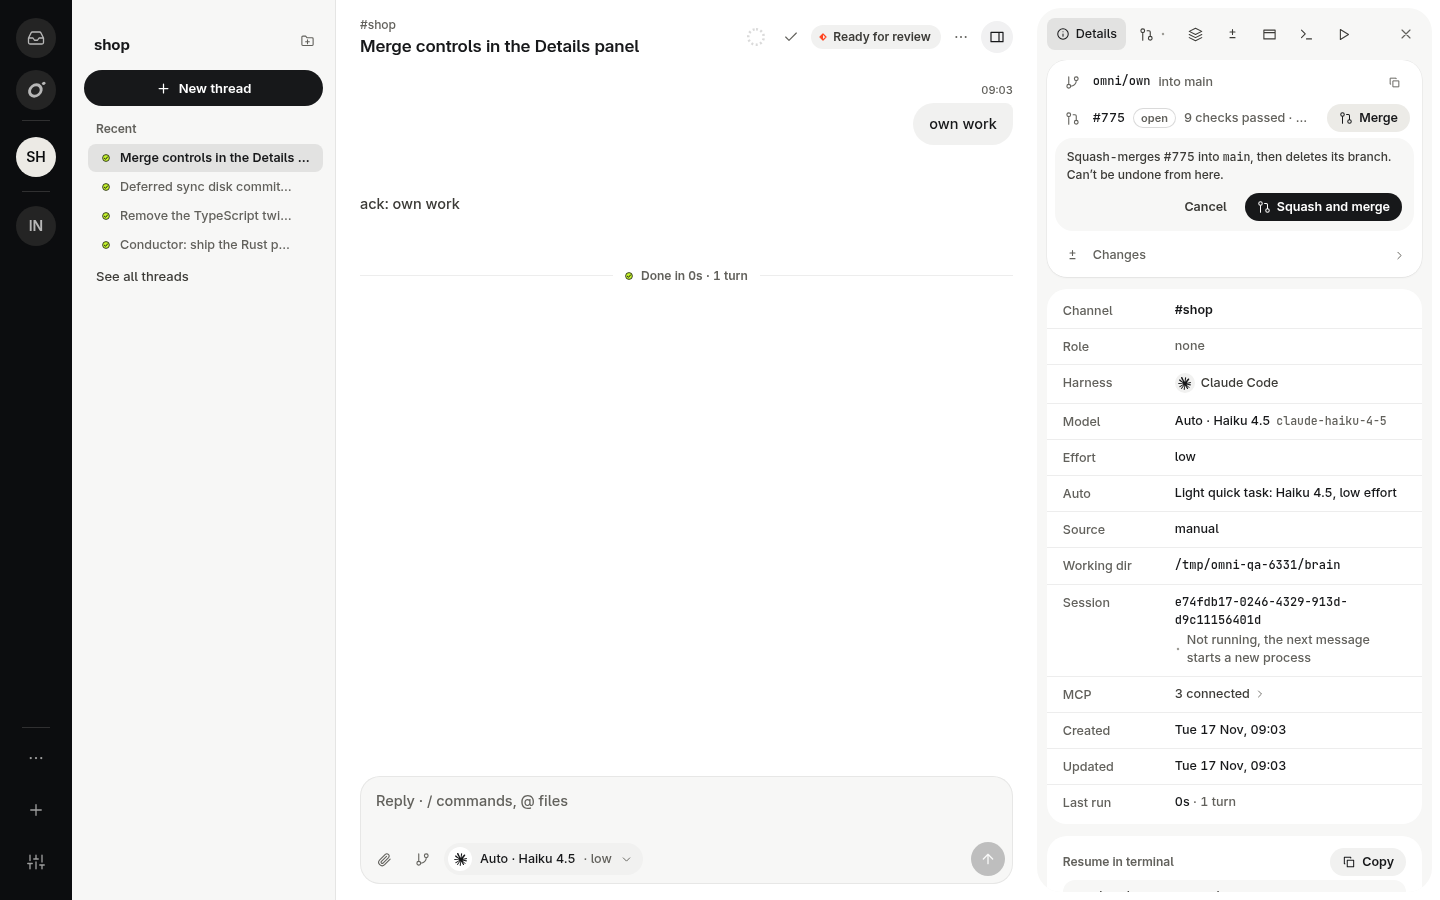 SH
IN
shop
New thread
Recent
Merge controls in the Details ...
Deferred sync disk commit...
Remove the TypeScript twi...
Conductor: ship the Rust p...
See all threads
#shop
Merge controls in the Details panel
Ready for review
09:03
own work
ack: own work
Done in 0s · 1 turn
Reply · / commands, @ files
Auto · Haiku 4.5 · low
Details
omni/own into main
#775 open 9 checks passed · ... Merge
Squash-merges #775 into main, then deletes its branch.
Can't be undone from here.
Cancel Squash and merge
Changes
Channel #shop
Role none
Harness Claude Code
Model Auto · Haiku 4.5 claude-haiku-4-5
Effort low
Auto Light quick task: Haiku 4.5, low effort
Source manual
Working dir /tmp/omni-qa-6331/brain
Session e74fdb17-0246-4329-913d-
d9c11156401d
Not running, the next message
starts a new process
MCP 3 connected
Created Tue 17 Nov, 09:03
Updated Tue 17 Nov, 09:03
Last run 0s · 1 turn
Resume in terminal Copy